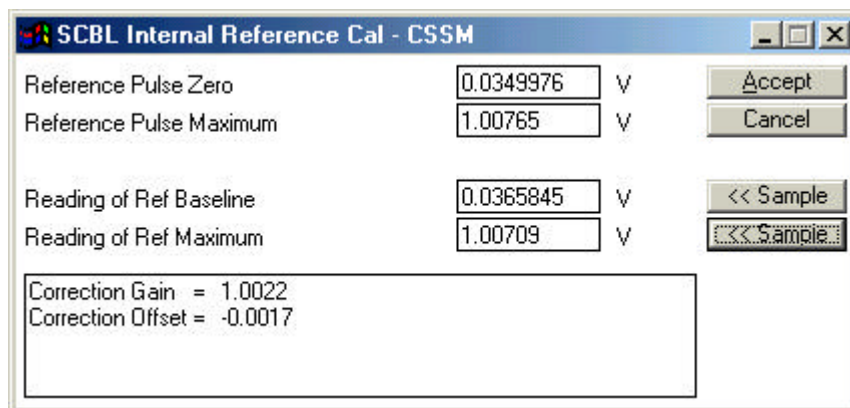 SCBL Internal Reference Cal - CSSM
Reference Pulse Zero 0.0349976 V Accept
Reference Pulse Maximum 1.00765 V Cancel
Reading of Ref Baseline 0.0365845 V << Sample
Reading of Ref Maximum 1.00709 V << Sample
Correction Gain = 1.0022
Correction Offset = -0.0017